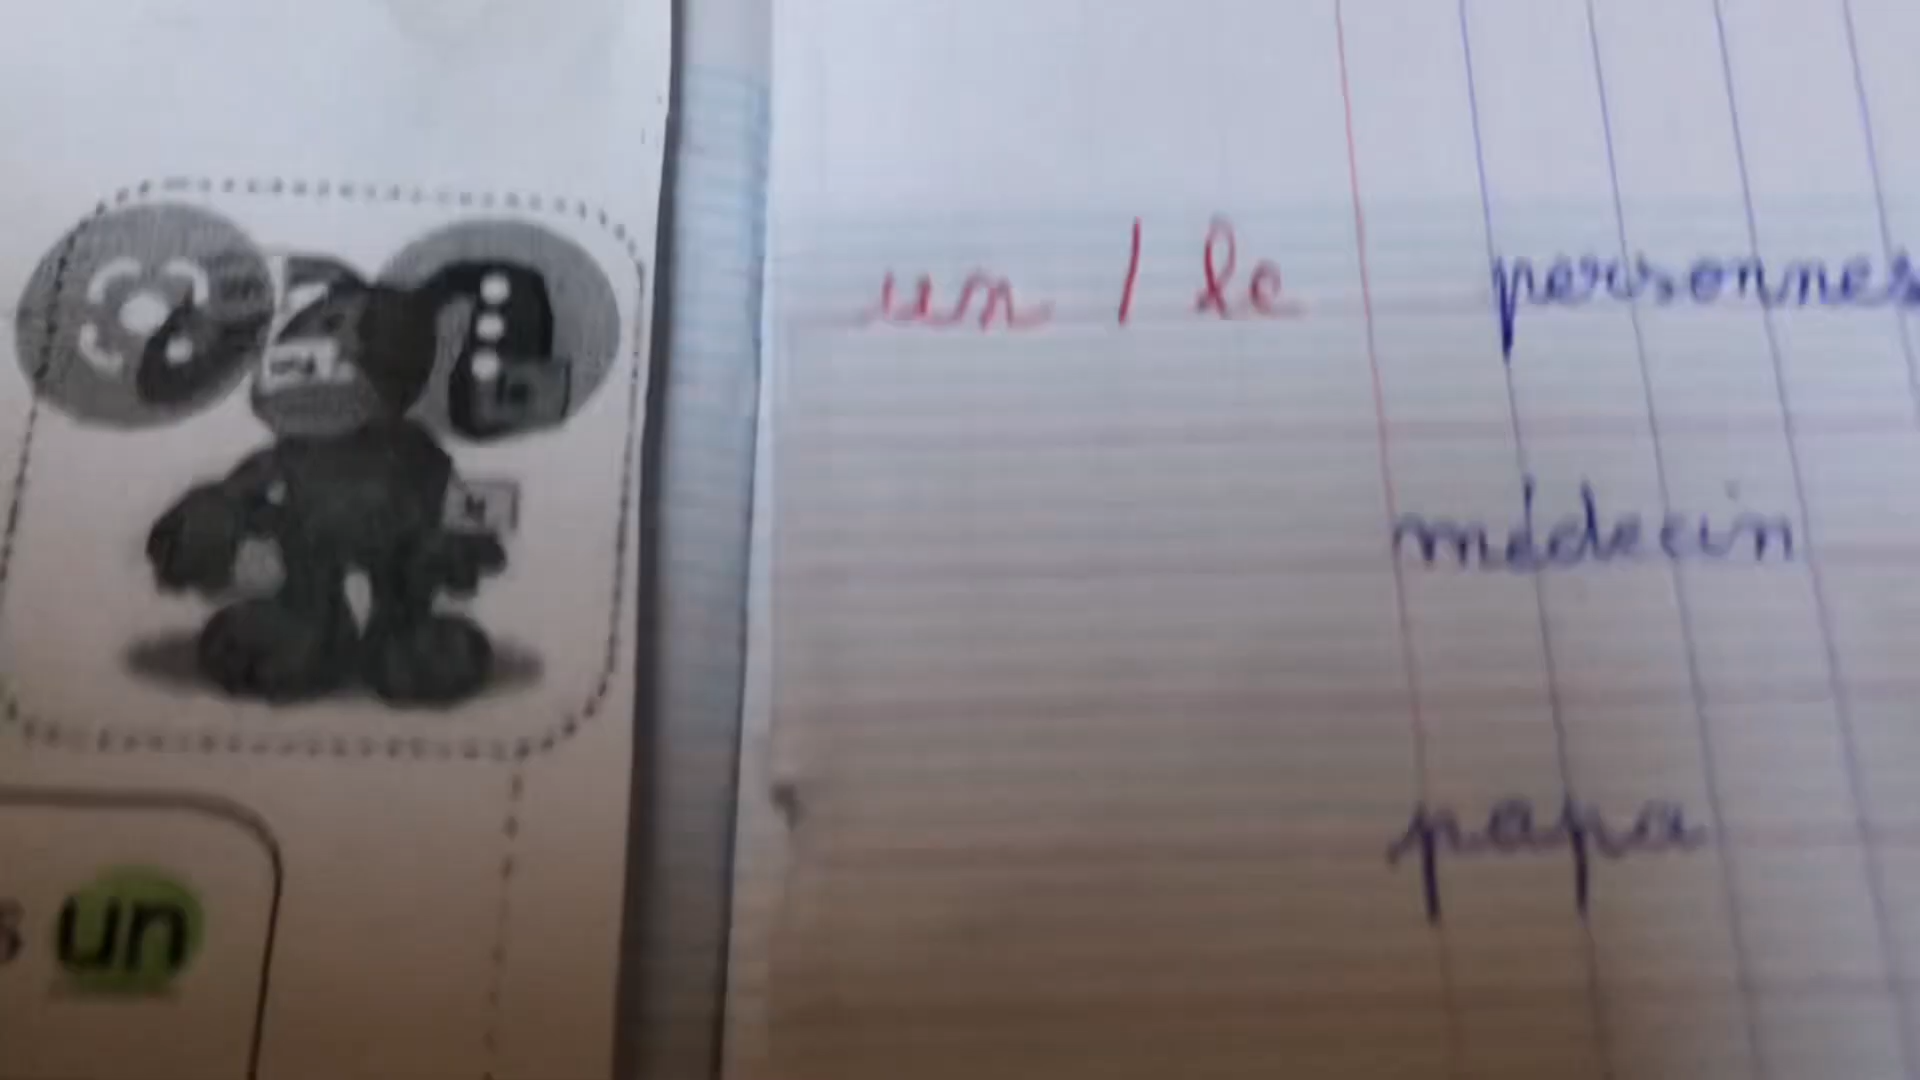 un / le personnes
médecin
papa
un